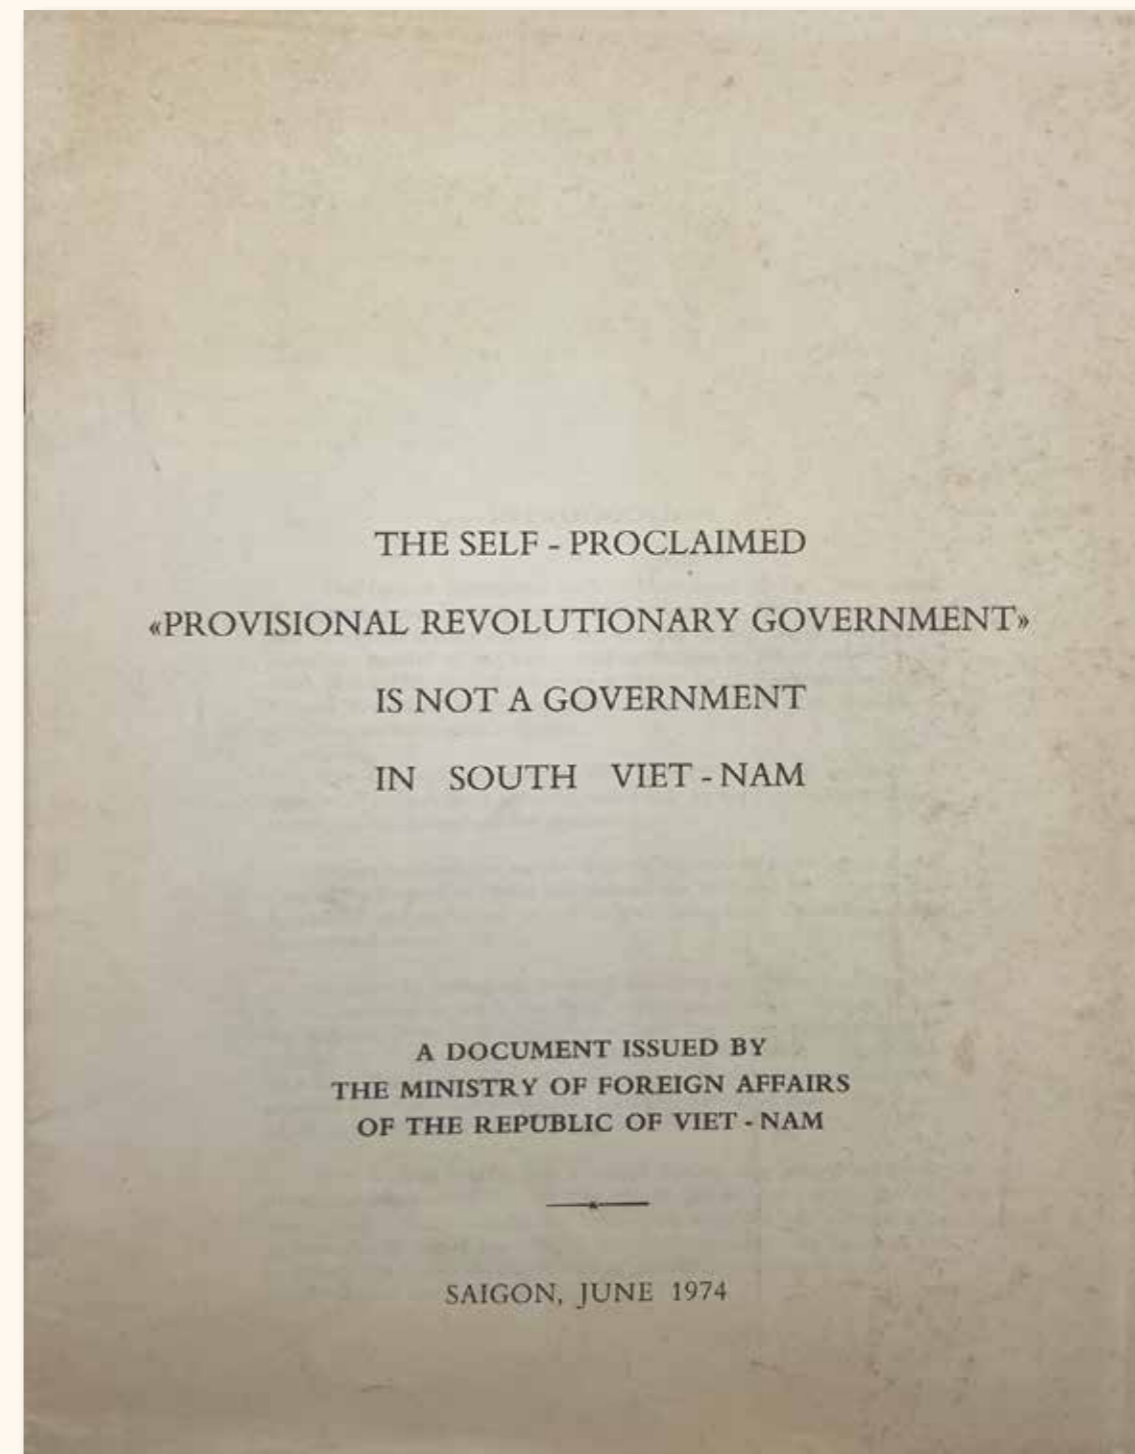 THE SELF - PROCLAIMED
«PROVISIONAL REVOLUTIONARY GOVERNMENT»
IS NOT A GOVERNMENT
IN SOUTH VIET - NAM
A DOCUMENT ISSUED BY
THE MINISTRY OF FOREIGN AFFAIRS
OF THE REPUBLIC OF VIET - NAM
SAIGON, JUNE 1974